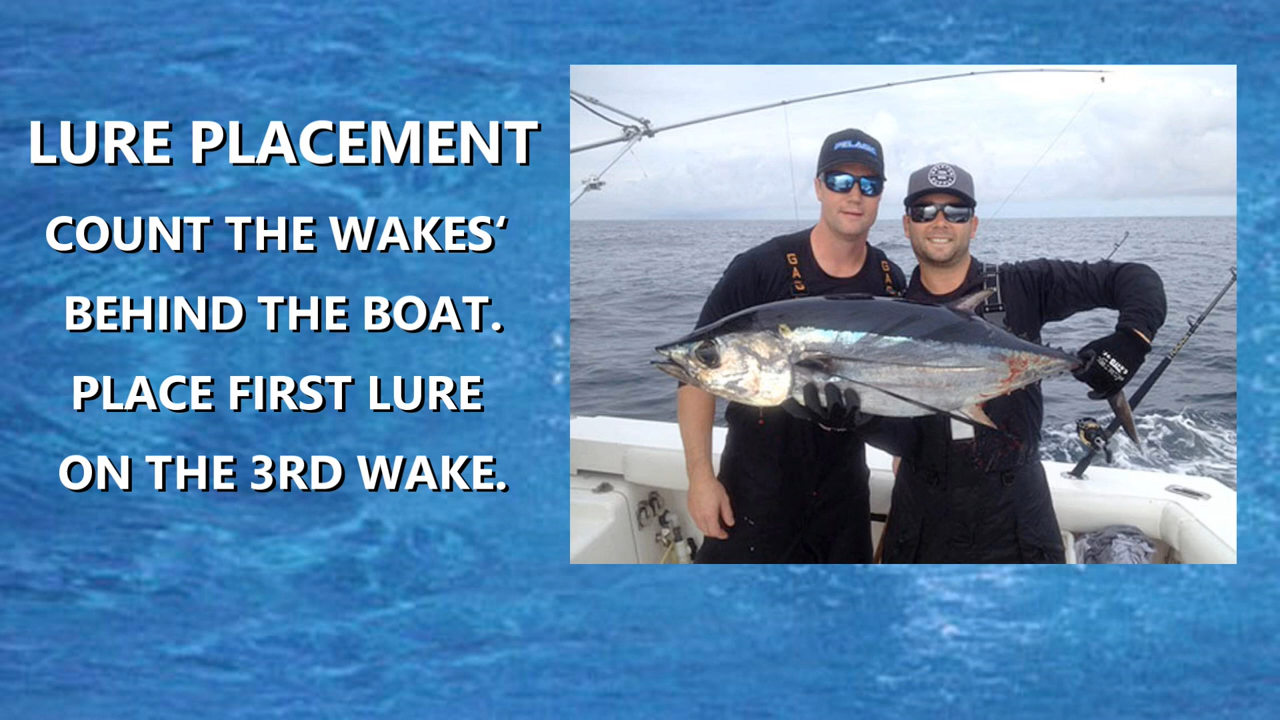 LURE PLACEMENT
COUNT THE WAKES‘
BEHIND THE BOAT.
PLACE FIRST LURE
ON THE 3RD WAKE.
PELAGIC